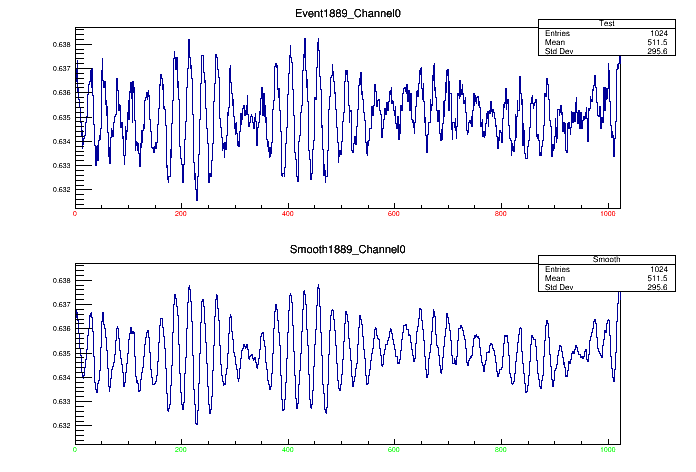 Event1889_Channel0
Test
Entries 1024
Mean 511.5
Std Dev 295.6
0.638
0.637
0.636
0.635
0.634
0.633
0.632
0 200 400 600 800 1000
Smooth1889_Channel0
Smooth
Entries 1024
Mean 511.5
Std Dev 295.6
0.638
0.637
0.636
0.635
0.634
0.633
0.632
0 200 400 600 800 1000